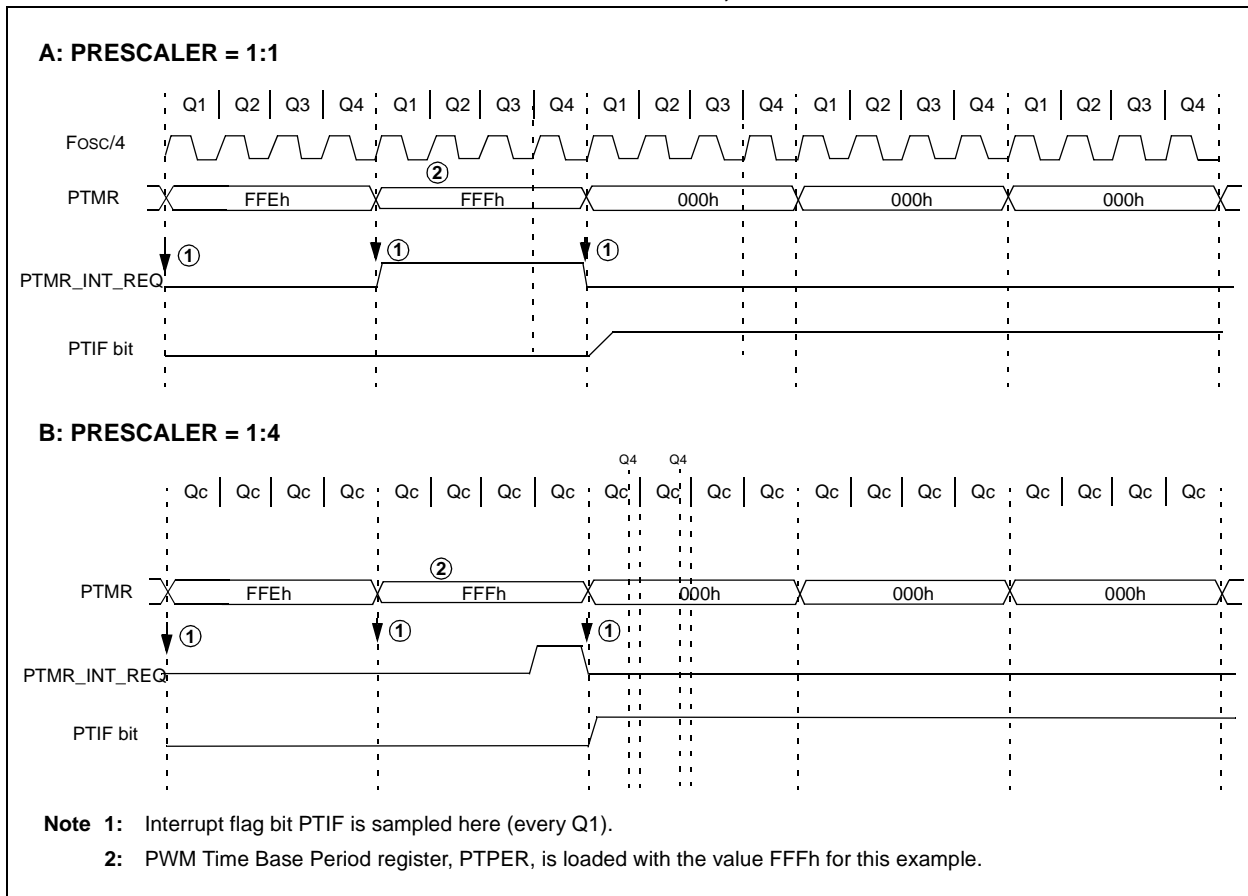 A: PRESCALER = 1:1
Q1 Q2 Q3 Q4 Q1 Q2 Q3 Q4 Q1 Q2 Q3 Q4 Q1 Q2 Q3 Q4 Q1 Q2 Q3 Q4
FOSC/4
2
PTMR FFEh FFFh 000h 000h 000h
1 1 1
PTMR_INT_REQ
PTIF bit
B: PRESCALER = 1:4
Q4 Q4
Qc Qc Qc Qc Qc Qc Qc Qc Qc Qc Qc Qc Qc Qc Qc Qc Qc Qc Qc Qc
2
PTMR FFEh FFFh 000h 000h 000h
1 1 1
PTMR_INT_REQ
PTIF bit
Note 1: Interrupt flag bit PTIF is sampled here (every Q1).
2: PWM Time Base Period register, PTPER, is loaded with the value FFFh for this example.